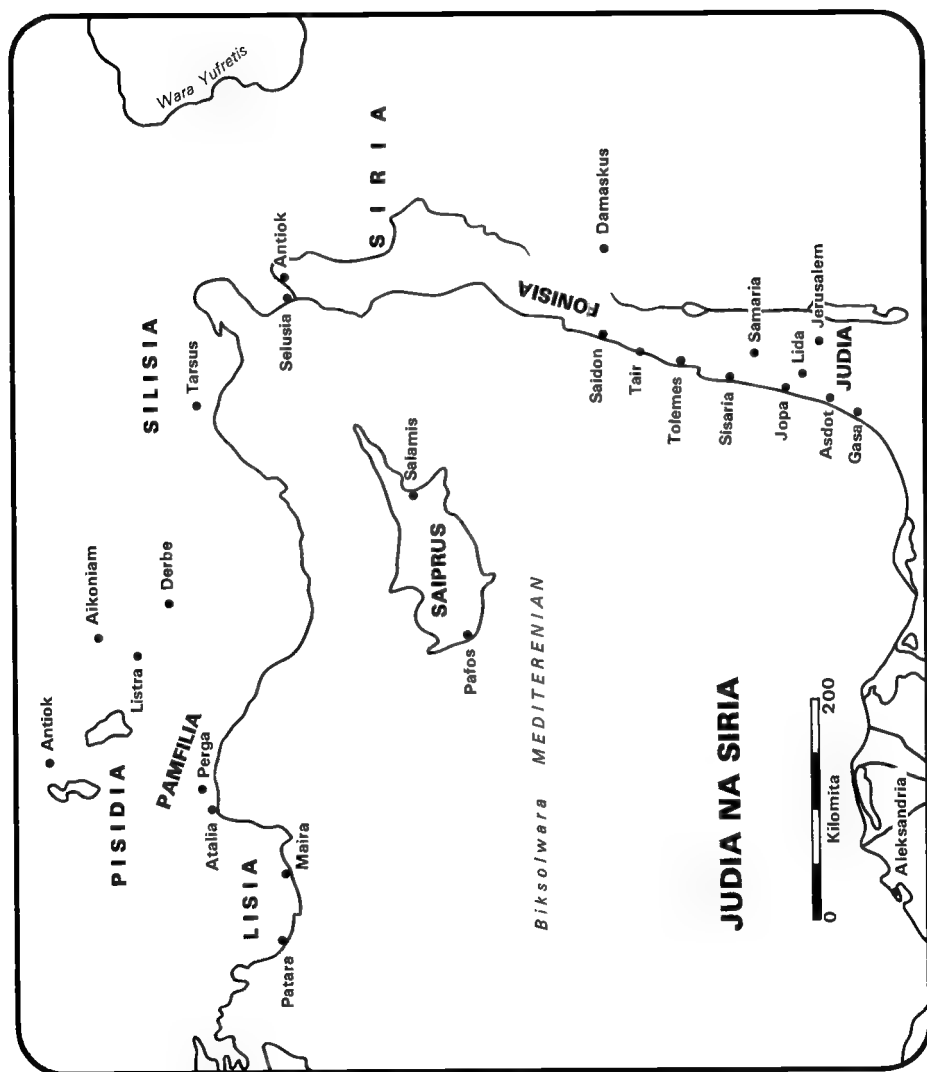 Wara Yufretis
SILISIA
Tarsus
Antiok
Selusia
SIRIA
Aikoniam
Derbe
Listra
Antiok
PISIDIA
PAMFILIA
Perga
Atalia
LISIA
Maira
Patara
SAIPRUS
Salamis
Pafos
Damaskus
FONISIA
Saidon
Tair
Tolemes
Sisaria
Samaria
Jopa
Lida
Jerusalem
Asdot
JUDIA
Gasa
Biksolwara MEDITERENIAN
JUDIA NA SIRIA
0 200
Kilomita
Aleksandria